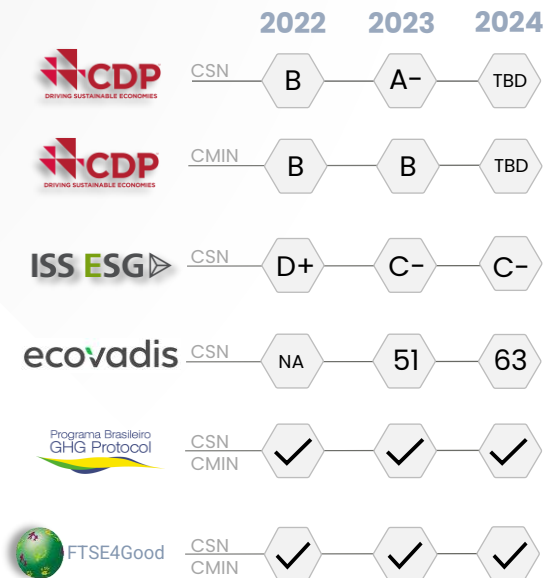 2022 2023 2024
CDP CSN B A- TBD
DRIVING SUSTAINABLE ECONOMIES
CDP CMIN B B TBD
DRIVING SUSTAINABLE ECONOMIES
ISS ESG CSN D+ C- C-
ecovadis CSN NA 51 63
Programa Brasileiro
GHG Protocol CSN
CMIN
FTSE4Good CSN
CMIN